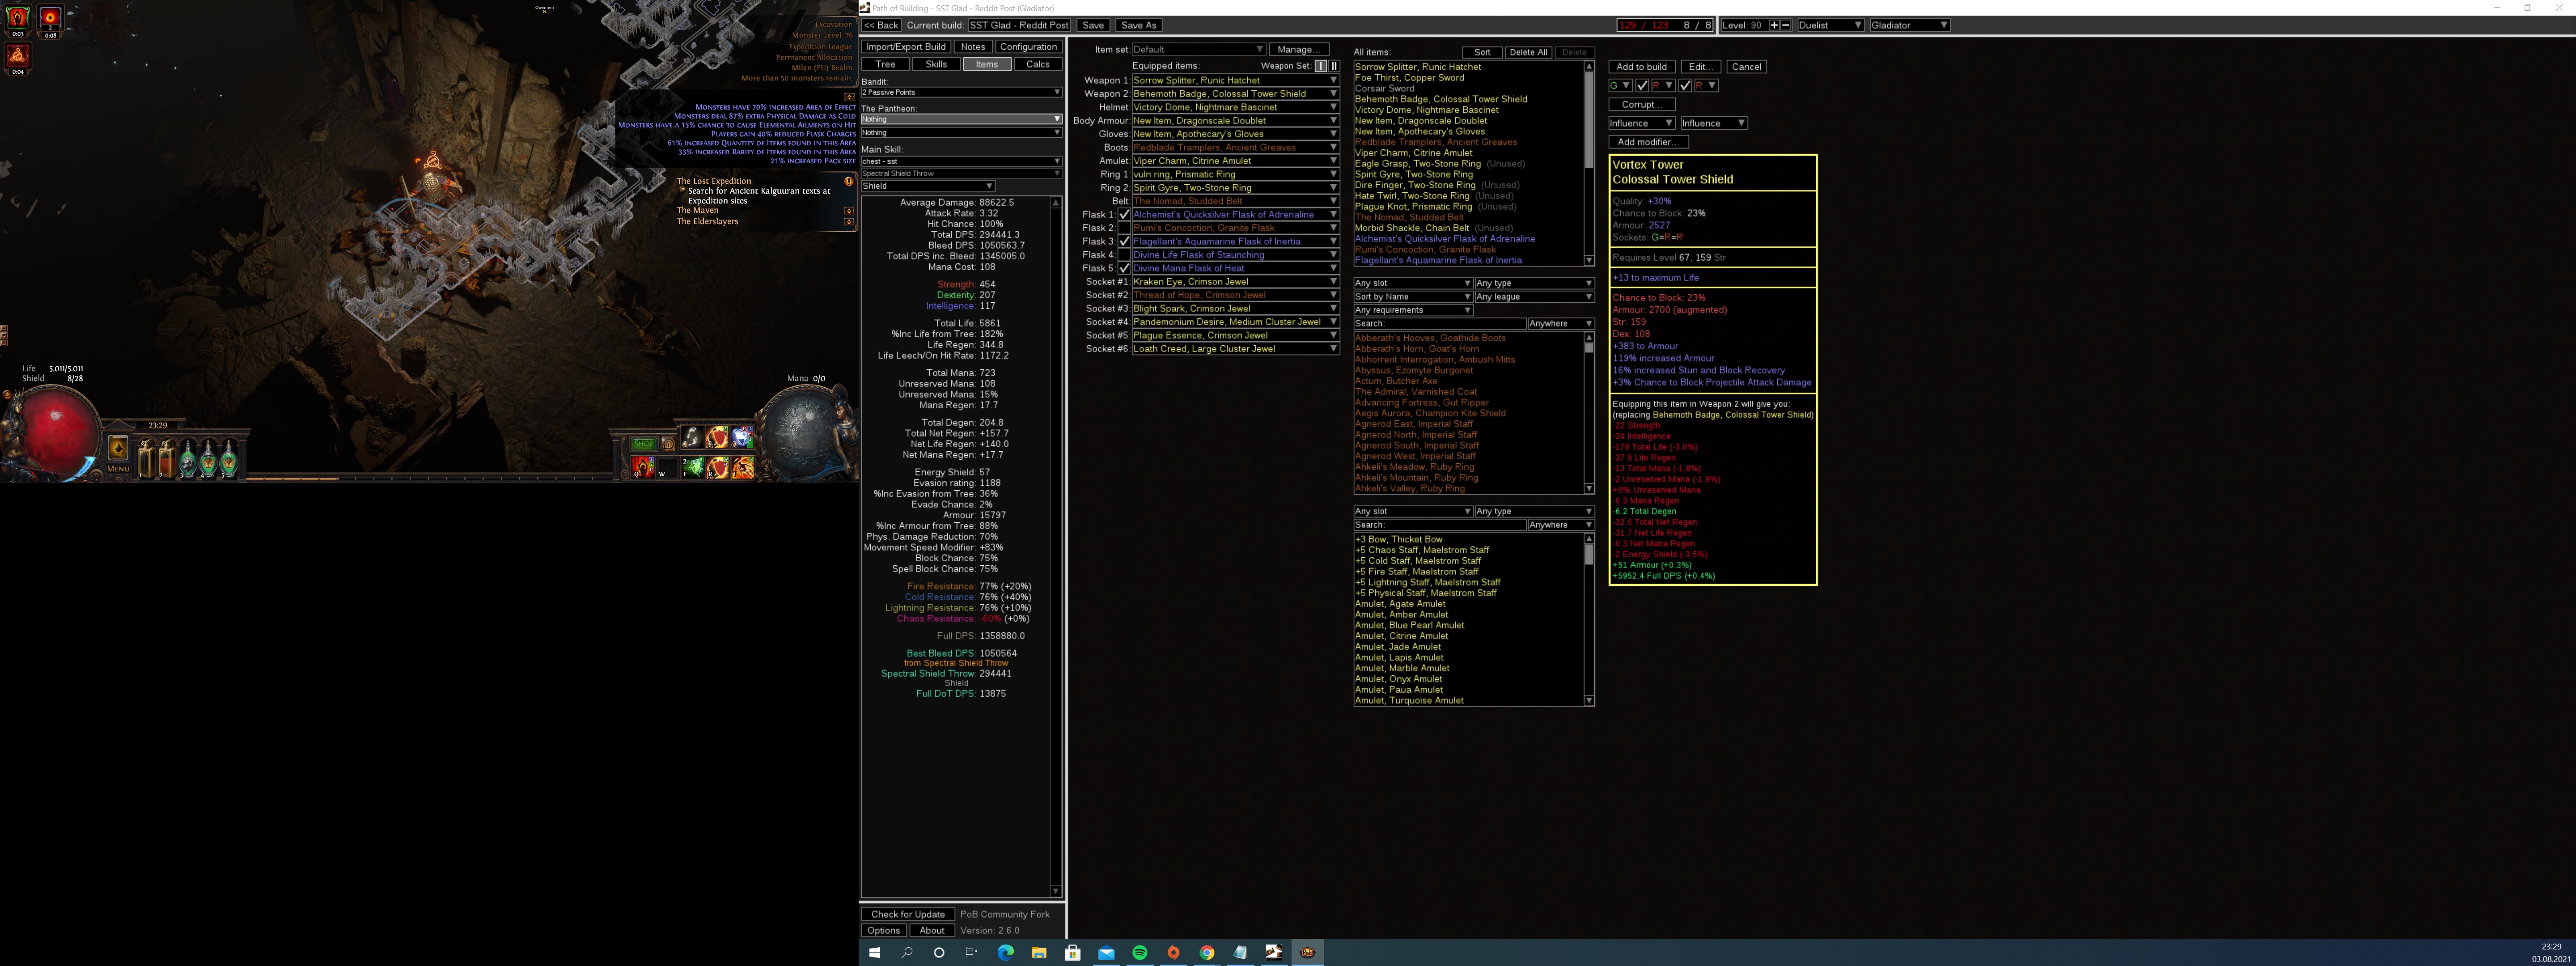 0:03
2
0:08
0:04
Gwennen
Excavation
Monster Level: 76
Expedition League
Permanent Allocation
Milan (EU) Realm
More than 50 monsters remain.
Monsters have 70% increased Area of Effect
Monsters deal 87% extra Physical Damage as Cold
Monsters have a 15% chance to cause Elemental Ailments on Hit
Players gain 40% reduced Flask Charges
61% increased Quantity of Items found in this Area
33% increased Rarity of Items found in this Area
21% increased Pack size
The Lost Expedition
Search for Ancient Kalguuran texts at
Expedition sites
The Maven
The Elderslayers
Life 5.011/5.011
Shield 8/28
Mana 0/0
23:29
Menu
Shop
Q
W
E
R
Path of Building - SST Glad - Reddit Post (Gladiator)
<< Back
Current build: SST Glad - Reddit Post
Save
Save As
129 / 123 8 / 8
Level: 90
+
Duelist
Gladiator
Import/Export Build
Notes
Configuration
Tree
Skills
Items
Calcs
Bandit:
2 Passive Points
The Pantheon:
Nothing
Nothing
Main Skill:
chest - sst
Spectral Shield Throw
Shield
Average Damage: 88622.5
Attack Rate: 3.32
Hit Chance: 100%
Total DPS: 294441.3
Bleed DPS: 1050563.7
Total DPS inc. Bleed: 1345005.0
Mana Cost: 108
Strength: 454
Dexterity: 207
Intelligence: 117
Total Life: 5861
%Inc Life from Tree: 182%
Life Regen: 344.8
Life Leech/On Hit Rate: 1172.2
Total Mana: 723
Unreserved Mana: 108
Unreserved Mana: 15%
Mana Regen: 17.7
Total Degen: 204.8
Total Net Regen: +157.7
Net Life Regen: +140.0
Net Mana Regen: +17.7
Energy Shield: 57
Evasion rating: 1188
%Inc Evasion from Tree: 36%
Evade Chance: 2%
Armour: 15797
%Inc Armour from Tree: 88%
Phys. Damage Reduction: 70%
Movement Speed Modifier: +83%
Block Chance: 75%
Spell Block Chance: 75%
Fire Resistance: 77% (+20%)
Cold Resistance: 76% (+40%)
Lightning Resistance: 76% (+10%)
Chaos Resistance: -60% (+0%)
Full DPS: 1358880.0
Best Bleed DPS: 1050564
from Spectral Shield Throw
Spectral Shield Throw: 294441
Shield
Full DoT DPS: 13875
Check for Update
PoB Community Fork
Options
About
Version: 2.6.0
Item set: Default
Manage...
Equipped items:
Weapon Set: I II
Weapon 1: Sorrow Splitter, Runic Hatchet
Weapon 2: Behemoth Badge, Colossal Tower Shield
Helmet: Victory Dome, Nightmare Bascinet
Body Armour: New Item, Dragonscale Doublet
Gloves: New Item, Apothecary's Gloves
Boots: Redblade Tramplers, Ancient Greaves
Amulet: Viper Charm, Citrine Amulet
Ring 1: vuln ring, Prismatic Ring
Ring 2: Spirit Gyre, Two-Stone Ring
Belt: The Nomad, Studded Belt
Flask 1: Alchemist's Quicksilver Flask of Adrenaline
Flask 2: Rumi's Concoction, Granite Flask
Flask 3: Flagellant's Aquamarine Flask of Inertia
Flask 4: Divine Life Flask of Staunching
Flask 5: Divine Mana Flask of Heat
Socket #1: Kraken Eye, Crimson Jewel
Socket #2: Thread of Hope, Crimson Jewel
Socket #3: Blight Spark, Crimson Jewel
Socket #4: Pandemonium Desire, Medium Cluster Jewel
Socket #5: Plague Essence, Crimson Jewel
Socket #6: Loath Creed, Large Cluster Jewel
All items:
Sort
Delete All
Delete
Sorrow Splitter, Runic Hatchet
Foe Thirst, Copper Sword
Corsair Sword
Behemoth Badge, Colossal Tower Shield
Victory Dome, Nightmare Bascinet
New Item, Dragonscale Doublet
New Item, Apothecary's Gloves
Redblade Tramplers, Ancient Greaves
Viper Charm, Citrine Amulet
Eagle Grasp, Two-Stone Ring (Unused)
Spirit Gyre, Two-Stone Ring
Dire Finger, Two-Stone Ring (Unused)
Hate Twirl, Two-Stone Ring (Unused)
Plague Knot, Prismatic Ring (Unused)
The Nomad, Studded Belt
Morbid Shackle, Chain Belt (Unused)
Alchemist's Quicksilver Flask of Adrenaline
Rumi's Concoction, Granite Flask
Flagellant's Aquamarine Flask of Inertia
Any slot
Any type
Sort by Name
Any league
Any requirements
Search:
Anywhere
Abberath's Hooves, Goathide Boots
Abberath's Horn, Goat's Horn
Abhorrent Interrogation, Ambush Mitts
Abyssus, Ezomyte Burgonet
Actum, Butcher Axe
The Admiral, Varnished Coat
Advancing Fortress, Gut Ripper
Aegis Aurora, Champion Kite Shield
Agnerod East, Imperial Staff
Agnerod North, Imperial Staff
Agnerod South, Imperial Staff
Agnerod West, Imperial Staff
Ahkeli's Meadow, Ruby Ring
Ahkeli's Mountain, Ruby Ring
Ahkeli's Valley, Ruby Ring
Any slot
Any type
Search:
Anywhere
+3 Bow, Thicket Bow
+5 Chaos Staff, Maelstrom Staff
+5 Cold Staff, Maelstrom Staff
+5 Fire Staff, Maelstrom Staff
+5 Lightning Staff, Maelstrom Staff
+5 Physical Staff, Maelstrom Staff
Amulet, Agate Amulet
Amulet, Amber Amulet
Amulet, Blue Pearl Amulet
Amulet, Citrine Amulet
Amulet, Jade Amulet
Amulet, Lapis Amulet
Amulet, Marble Amulet
Amulet, Onyx Amulet
Amulet, Paua Amulet
Amulet, Turquoise Amulet
Add to build
Edit...
Cancel
G
R
R
Corrupt...
Influence
Influence
Add modifier...
Vortex Tower
Colossal Tower Shield
Quality: +30%
Chance to Block: 23%
Armour: 2527
Sockets: G=R=R
Requires Level 67, 159 Str
+13 to maximum Life
Chance to Block: 23%
Armour: 2700 (augmented)
Str: 159
Dex: 108
+383 to Armour
119% increased Armour
16% increased Stun and Block Recovery
+3% Chance to Block Projectile Attack Damage
Equipping this item in Weapon 2 will give you:
(replacing Behemoth Badge, Colossal Tower Shield)
-22 Strength
-24 Intelligence
-178 Total Life (-3.0%)
-37.9 Life Regen
-13 Total Mana (-1.8%)
-2 Unreserved Mana (-1.9%)
+0% Unreserved Mana
-0.3 Mana Regen
-6.2 Total Degen
-32.0 Total Net Regen
-31.7 Net Life Regen
-0.3 Net Mana Regen
-2 Energy Shield (-3.5%)
+51 Armour (+0.3%)
+5952.4 Full DPS (+0.4%)
23:29
03.08.2021